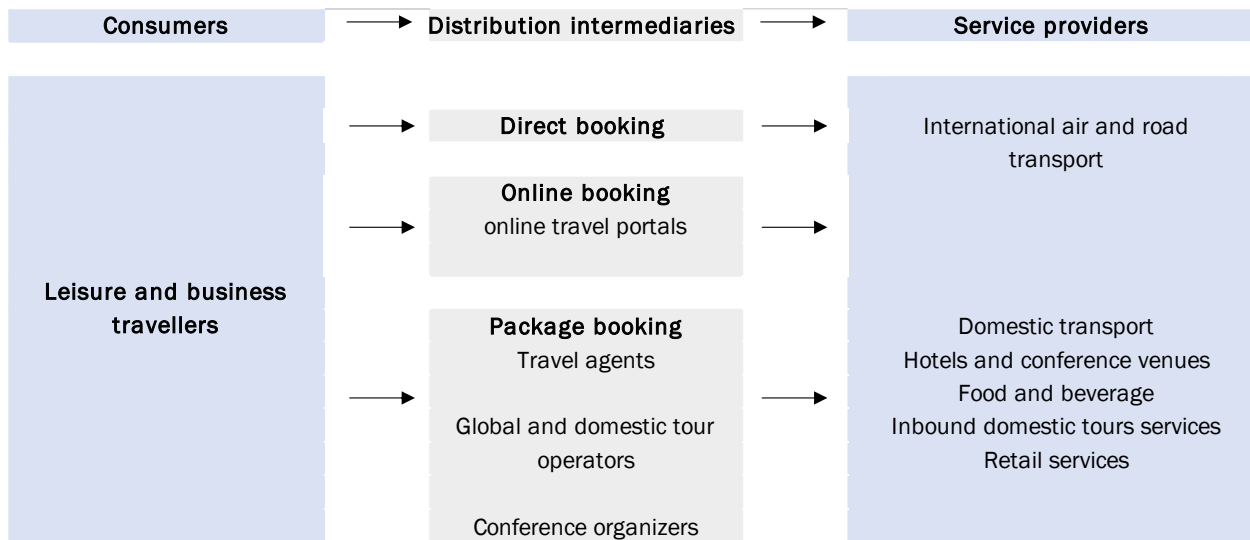 Consumers
Distribution intermediaries
Service providers
Leisure and business
travellers
Direct booking
Online booking
online travel portals
Package booking
Travel agents
Global and domestic tour
operators
Conference organizers
International air and road
transport
Domestic transport
Hotels and conference venues
Food and beverage
Inbound domestic tours services
Retail services